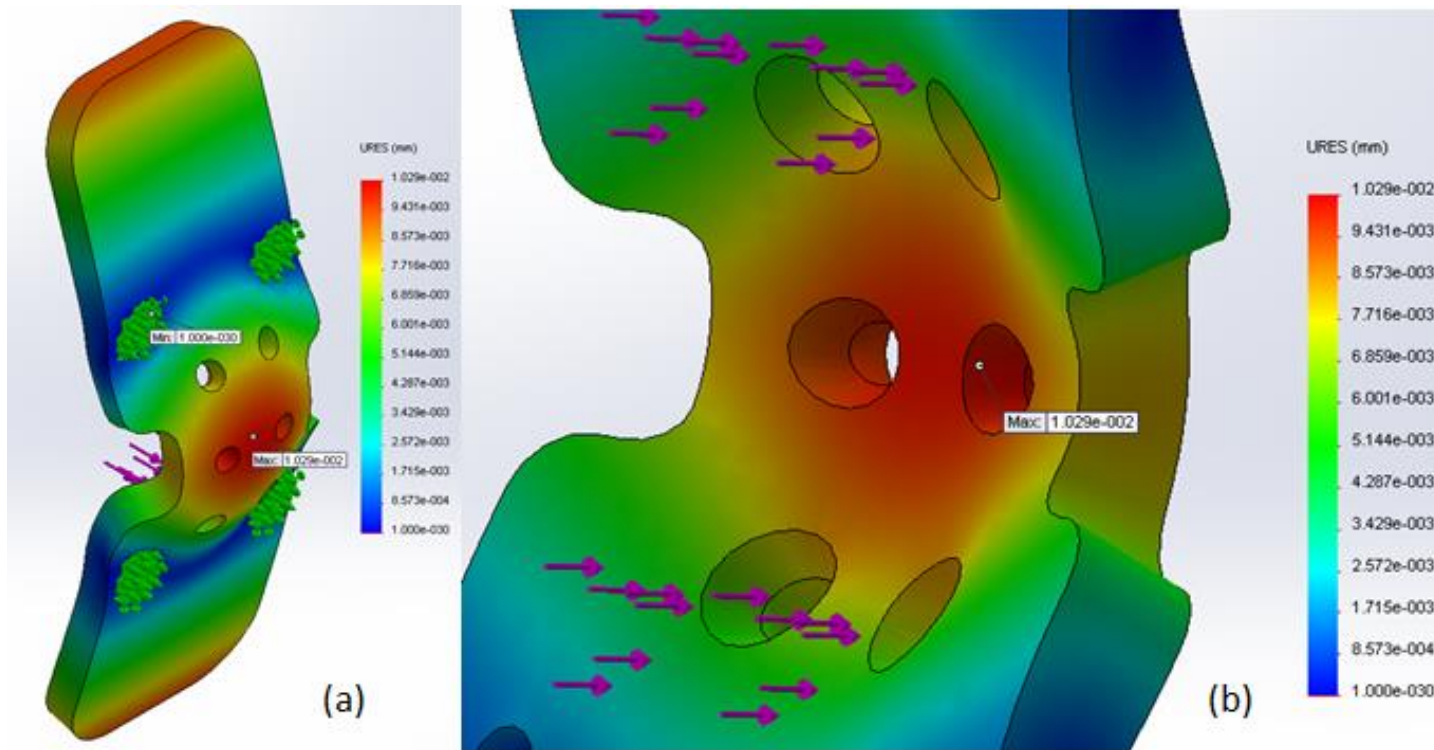 URES (mm)
1.029e-002
9.431e-003
8.573e-003
7.716e-003
6.859e-003
6.001e-003
5.144e-003
4.287e-003
3.429e-003
2.572e-003
1.715e-003
8.573e-004
1.000e-030
Min: 1.000e-030
Max: 1.029e-002
(a)
URES (mm)
1.029e-002
9.431e-003
8.573e-003
7.716e-003
6.859e-003
6.001e-003
5.144e-003
4.287e-003
3.429e-003
2.572e-003
1.715e-003
8.573e-004
1.000e-030
Max: 1.029e-002
(b)